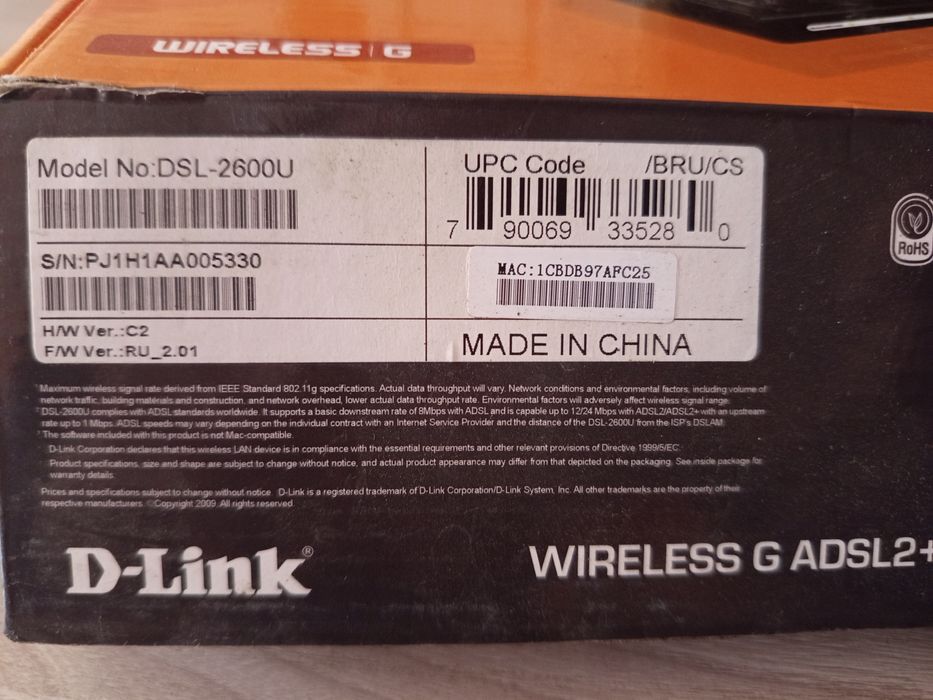 WIRELESS | G
Model No:DSL-2600U
UPC Code /BRU/CS
7 90069 33528 0
S/N:PJ1H1AA005330
MAC:1CBDB97AFC25
H/W Ver.:C2
F/W Ver.:RU_2.01
MADE IN CHINA
RoHS
¹ Maximum wireless signal rate derived from IEEE Standard 802.11g specifications. Actual data throughput will vary. Network conditions and environmental factors, including volume of
network traffic, building materials and construction, and network overhead, lower actual data throughput rate. Environmental factors will adversely affect wireless signal range.
² DSL-2600U complies with ADSL standards worldwide. It supports a basic downstream rate of 8Mbps with ADSL and is capable up to 12/24 Mbps with ADSL2/ADSL2+ with an upstream
rate up to 1 Mbps. ADSL speeds may vary depending on the individual contract with an Internet Service Provider and the distance of the DSL-2600U from the ISP's DSLAM.
³ The software included with this product is not Mac-compatible.
D-Link Corporation declares that this wireless LAN device is in compliance with the essential requirements and other relevant provisions of Directive 1999/5/EC.
Product specifications, size and shape are subject to change without notice, and actual product appearance may differ from that depicted on the packaging. See inside package for
warranty details.
Prices and specifications subject to change without notice. D-Link is a registered trademark of D-Link Corporation/D-Link System, Inc. All other trademarks are the property of their
respective manufacturers. ©Copyright 2009. All rights reserved.
D-Link®
WIRELESS G ADSL2+